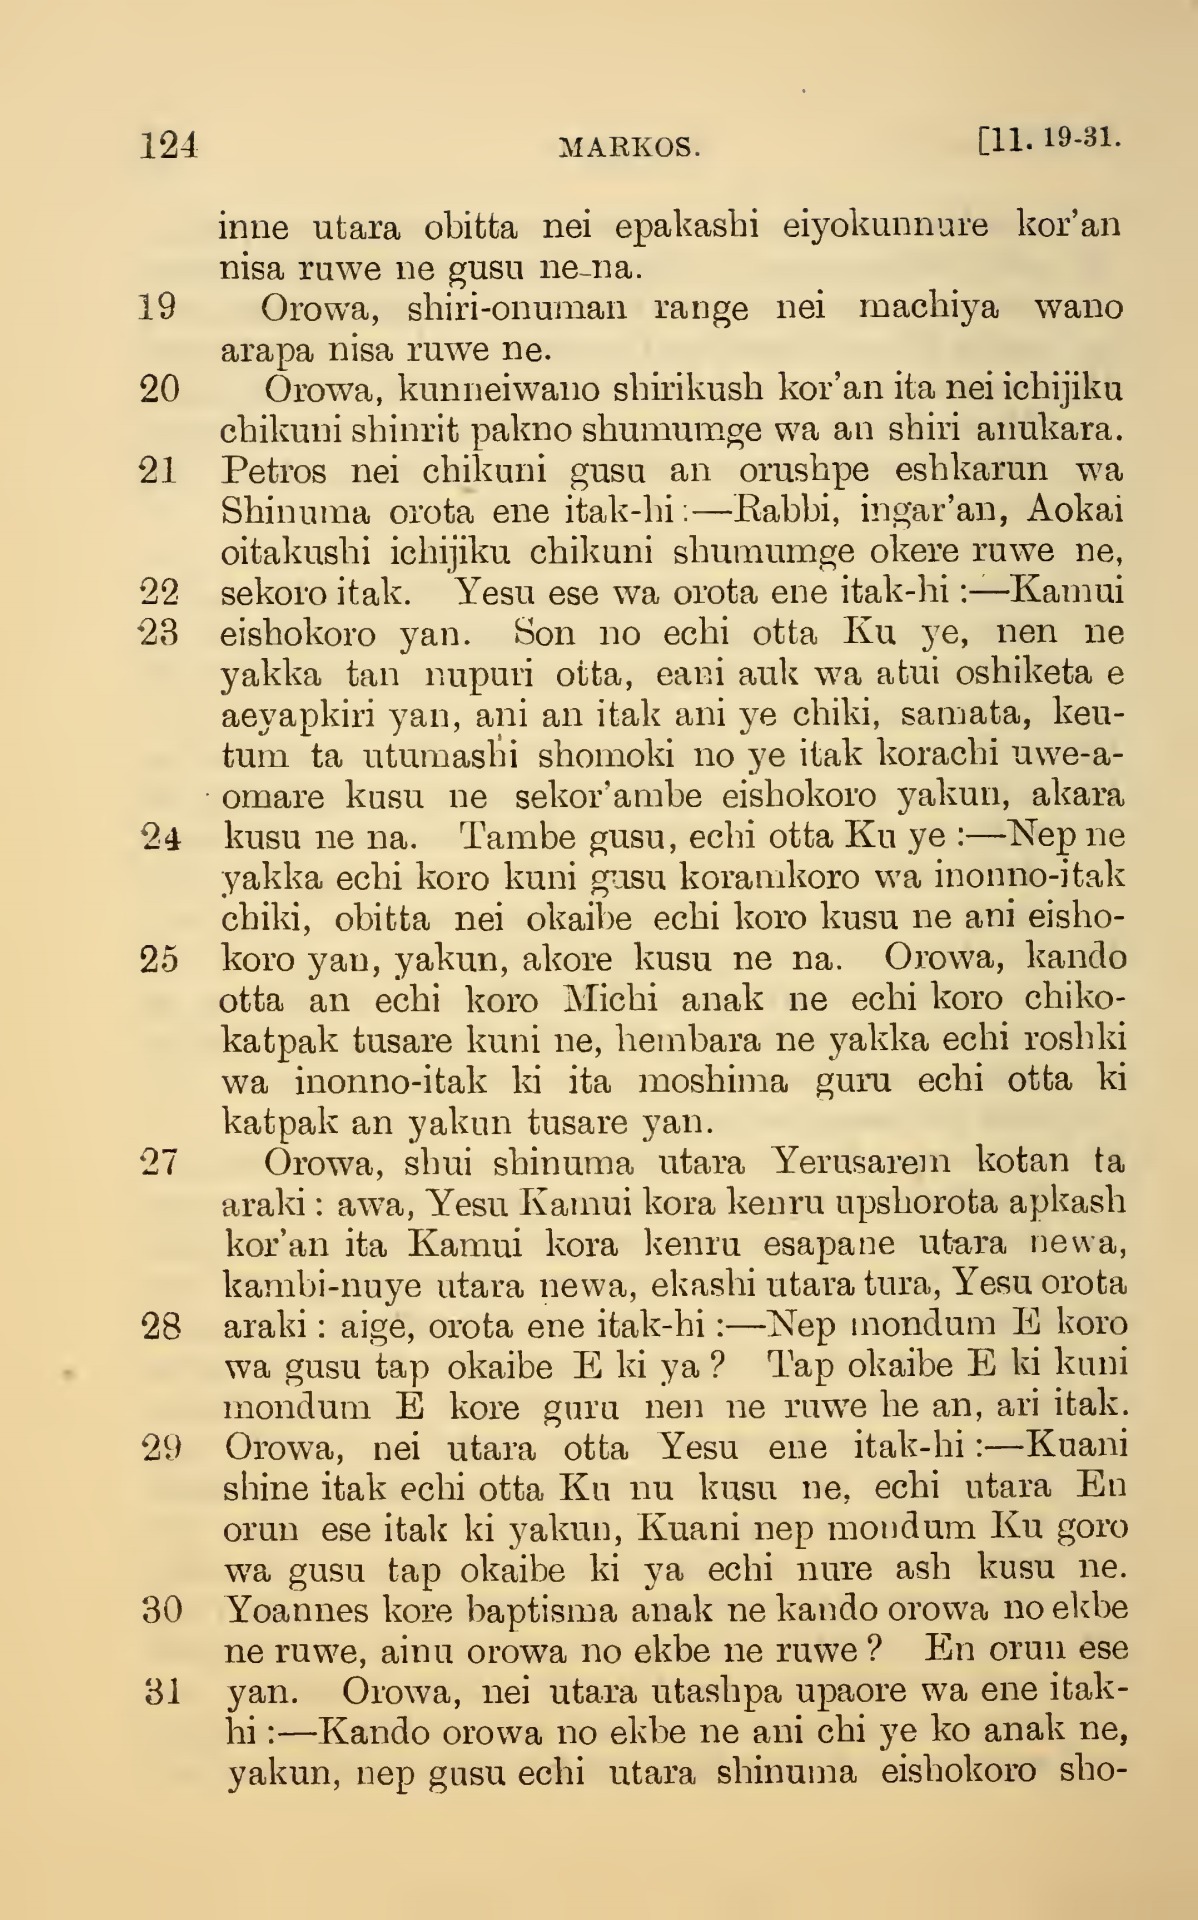 124 MARKOS. [11. 19-31.
inne utara obitta nei epakashi eiyokunnure kor'an
nisa ruwe ne gusu ne-na.
19 Orowa, shiri-onuman range nei machiya wano
arapa nisa ruwe ne.
20 Orowa, kunneiwano shirikush kor'an ita nei ichijiku
chikuni shinrit pakno shumumge wa an shiri anukara.
21 Petros nei chikuni gusu an orushpe eshkarun wa
Shinuma orota ene itak-hi:—Rabbi, ingar'an, Aokai
oitakushi ichijiku chikuni shumumge okere ruwe ne,
22 sekoro itak. Yesu ese wa orota ene itak-hi:—Kamui
23 eishokoro yan. Son no echi otta Ku ye, nen ne
yakka tan nupuri otta, eani auk wa atui oshiketa e
aeyapkiri yan, ani an itak ani ye chiki, samata, keu-
tum ta utumashi shomoki no ye itak korachi uwe-a-
omare kusu ne sekor'ambe eishokoro yakun, akara
24 kusu ne na. Tambe gusu, echi otta Ku ye:—Nep ne
yakka echi koro kuni gusu koramkoro wa inonno-itak
chiki, obitta nei okaibe echi koro kusu ne ani eisho-
25 koro yan, yakun, akore kusu ne na. Orowa, kando
otta an echi koro Michi anak ne echi koro chiko-
katpak tusare kuni ne, hembara ne yakka echi roshki
wa inonno-itak ki ita moshima guru echi otta ki
katpak an yakun tusare yan.
27 Orowa, shui shinuma utara Yerusarem kotan ta
araki: awa, Yesu Kamui kora kenru upshorota apkash
kor'an ita Kamui kora kenru esapane utara newa,
kambi-nuye utara newa, ekashi utara tura, Yesu orota
28 araki: aige, orota ene itak-hi:—Nep mondum E koro
wa gusu tap okaibe E ki ya? Tap okaibe E ki kuni
mondum E kore guru nen ne ruwe he an, ari itak.
29 Orowa, nei utara otta Yesu ene itak-hi:—Kuani
shine itak echi otta Ku nu kusu ne, echi utara En
orun ese itak ki yakun, Kuani nep mondum Ku goro
wa gusu tap okaibe ki ya echi nure ash kusu ne.
30 Yoannes kore baptisma anak ne kando orowa no ekbe
ne ruwe, ainu orowa no ekbe ne ruwe? En orun ese
31 yan. Orowa, nei utara utashpa upaore wa ene itak-
hi:—Kando orowa no ekbe ne ani chi ye ko anak ne,
yakun, nep gusu echi utara shinuma eishokoro sho-